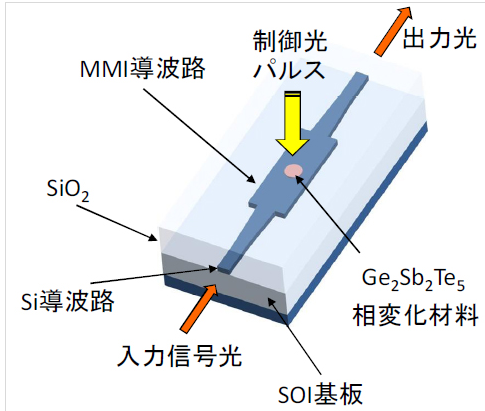 出力光
制御光
パルス
MMI導波路
SiO₂
Si導波路
入力信号光
Ge₂Sb₂Te₅
相変化材料
SOI基板